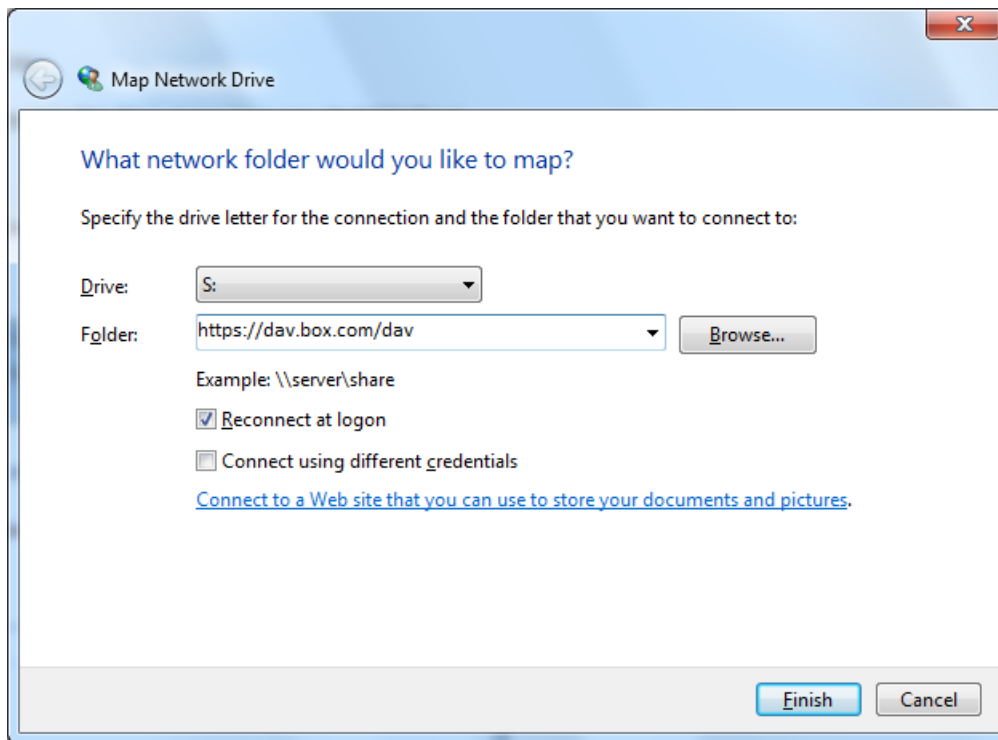 Map Network Drive
What network folder would you like to map?
Specify the drive letter for the connection and the folder that you want to connect to:
Drive: S:
Folder: https://dav.box.com/dav Browse...
Example: \\server\share
Reconnect at logon
Connect using different credentials
Connect to a Web site that you can use to store your documents and pictures.
Finish Cancel